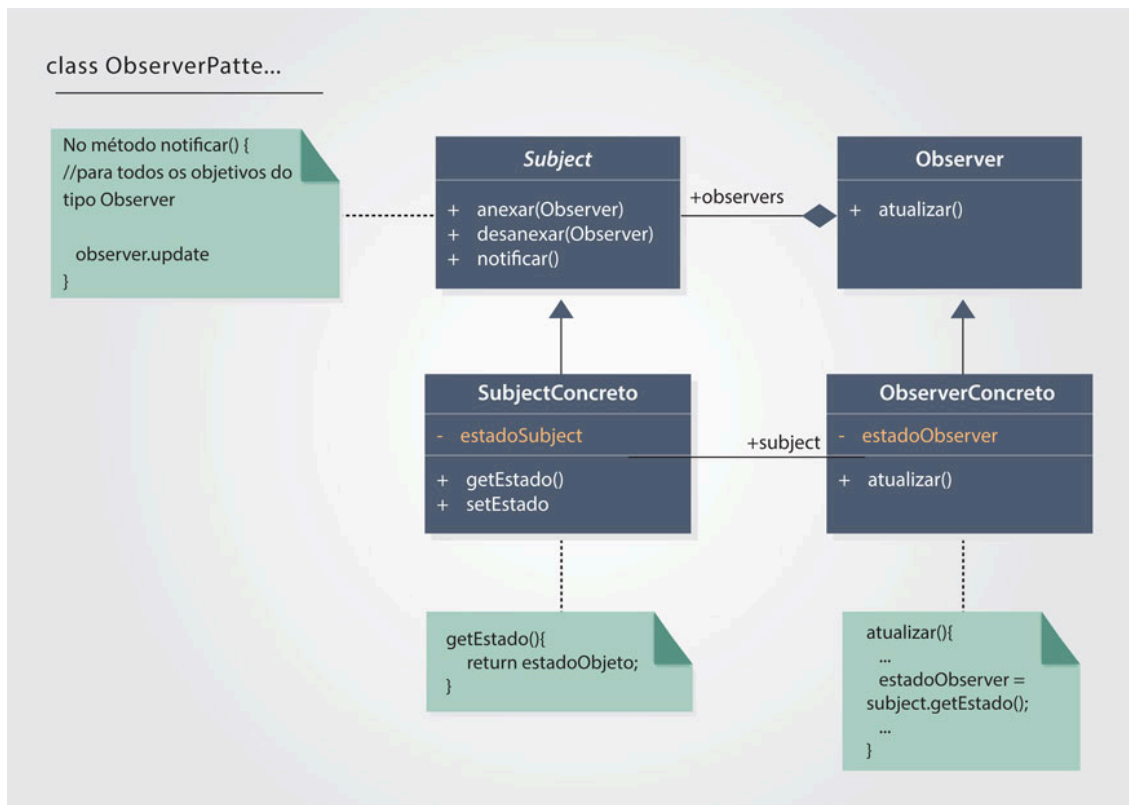 class ObserverPatte...
No método notificar() {
//para todos os objetivos do
tipo Observer
observer.update
}
Subject
+ anexar(Observer)
+ desanexar(Observer)
+ notificar()
+observers
Observer
+ atualizar()
SubjectConcreto
- estadoSubject
+ getEstado()
+ setEstado
+subject
ObserverConcreto
- estadoObserver
+ atualizar()
getEstado(){
return estadoObjeto;
}
atualizar(){
...
estadoObserver =
subject.getEstado();
...
}